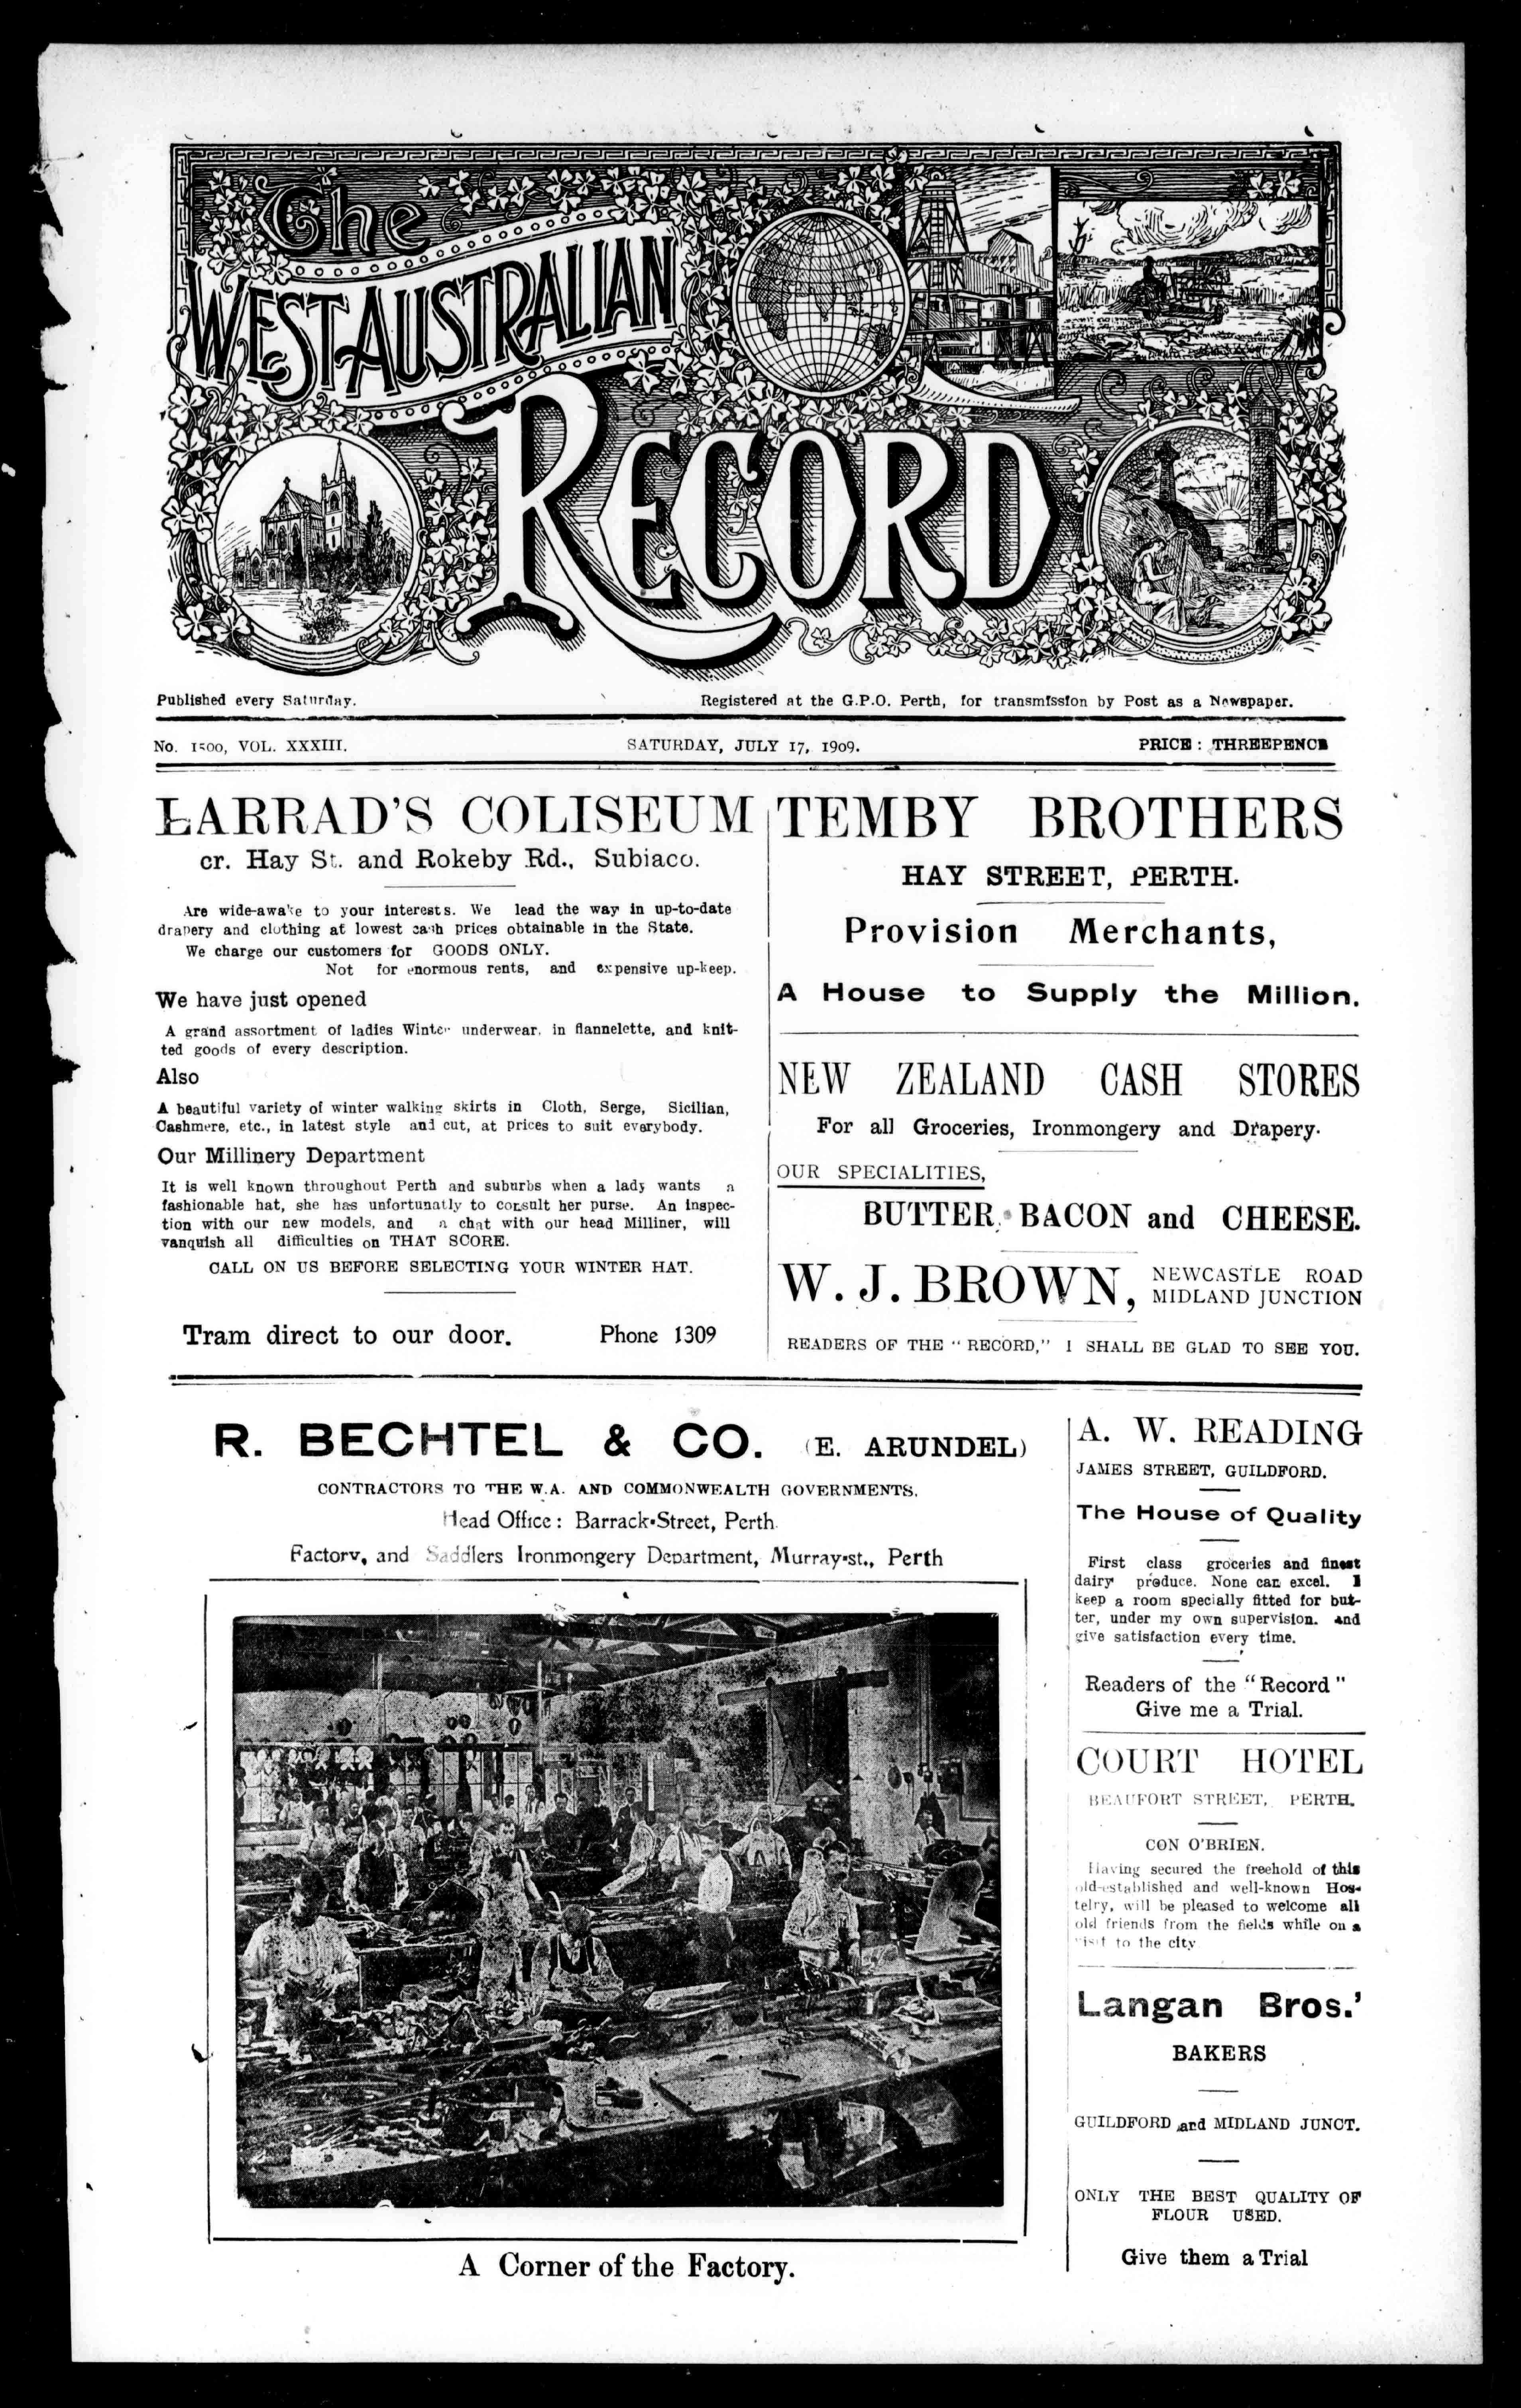 The
WEST AUSTRALIAN
RECORD
Published every Saturday. Registered at the G.P.O. Perth, for transmission by Post as a Newspaper.
No. 1500, VOL. XXXIII. SATURDAY, JULY 17, 1909. PRICE: THREEPENCE
LARRAD'S COLISEUM
cr. Hay St. and Rokeby Rd., Subiaco.
Are wide-awake to your interests. We lead the way in up-to-date
drapery and clothing at lowest cash prices obtainable in the State.
We charge our customers for GOODS ONLY.
Not for enormous rents, and expensive up-keep.
We have just opened
A grand assortment of ladies Winter underwear, in flannelette, and knit-
ted goods of every description.
Also
A beautiful variety of winter walking skirts in Cloth, Serge, Sicilian,
Cashmere, etc., in latest style and cut, at prices to suit everybody.
Our Millinery Department
It is well known throughout Perth and suburbs when a lady wants a
fashionable hat, she has unfortunatly to consult her purse. An inspec-
tion with our new models, and a chat with our head Milliner, will
vanquish all difficulties on THAT SCORE.
CALL ON US BEFORE SELECTING YOUR WINTER HAT.
Tram direct to our door. Phone 1309
TEMBY BROTHERS
HAY STREET, PERTH.
Provision Merchants,
A House to Supply the Million.
NEW ZEALAND CASH STORES
For all Groceries, Ironmongery and Drapery.
OUR SPECIALITIES,
BUTTER, BACON and CHEESE.
W. J. BROWN, NEWCASTLE ROAD
MIDLAND JUNCTION
READERS OF THE "RECORD," I SHALL BE GLAD TO SEE YOU.
R. BECHTEL & CO. (E. ARUNDEL)
CONTRACTORS TO THE W.A. AND COMMONWEALTH GOVERNMENTS.
Head Office: Barrack-Street, Perth.
Factory, and Saddlers Ironmongery Department, Murray-st., Perth
A Corner of the Factory.
A. W. READING
JAMES STREET, GUILDFORD.
The House of Quality
First class groceries and finest
dairy produce. None can excel. I
keep a room specially fitted for but-
ter, under my own supervision. and
give satisfaction every time.
Readers of the "Record"
Give me a Trial.
COURT HOTEL
BEAUFORT STREET, PERTH.
CON O'BRIEN.
Having secured the freehold of this
old-established and well-known Hos-
telry, will be pleased to welcome all
old friends from the fields while on a
visit to the city
Langan Bros.'
BAKERS
GUILDFORD and MIDLAND JUNCT.
ONLY THE BEST QUALITY OF
FLOUR USED.
Give them a Trial